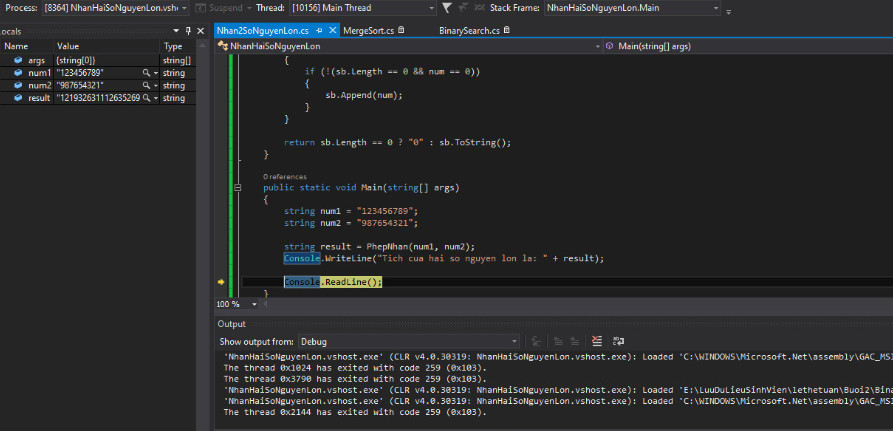 Process: [8364] NhanHaiSoNguyenLon.vshost Suspend Thread: [10156] Main Thread Stack Frame: NhanHaiSoNguyenLon.Main
Locals
Name Value Type
args {string[0]} string[]
num1 "123456789" string
num2 "987654321" string
result "121932631112635269 string
Nhan2SoNguyenLon.cs MergeSort.cs BinarySearch.cs
NhanHaiSoNguyenLon Main(string[] args)
{
if (!(sb.Length == 0 && num == 0))
{
sb.Append(num);
}
}
return sb.Length == 0 ? "0" : sb.ToString();
}
0 references
public static void Main(string[] args)
{
string num1 = "123456789";
string num2 = "987654321";
string result = PhepNhan(num1, num2);
Console.WriteLine("Tich cua hai so nguyen lon la: " + result);
Console.ReadLine();
}
100 %
Output
Show output from: Debug
'NhanHaiSoNguyenLon.vshost.exe' (CLR v4.0.30319: NhanHaiSoNguyenLon.vshost.exe): Loaded 'C:\WINDOWS\Microsoft.Net\assembly\GAC_MSI
The thread 0x1024 has exited with code 259 (0x103).
The thread 0x3790 has exited with code 259 (0x103).
'NhanHaiSoNguyenLon.vshost.exe' (CLR v4.0.30319: NhanHaiSoNguyenLon.vshost.exe): Loaded 'E:\LuuDuLieuSinhVien\lethetuan\Buoi2\Bina
'NhanHaiSoNguyenLon.vshost.exe' (CLR v4.0.30319: NhanHaiSoNguyenLon.vshost.exe): Loaded 'C:\WINDOWS\Microsoft.Net\assembly\GAC_MSI
The thread 0x2144 has exited with code 259 (0x103).